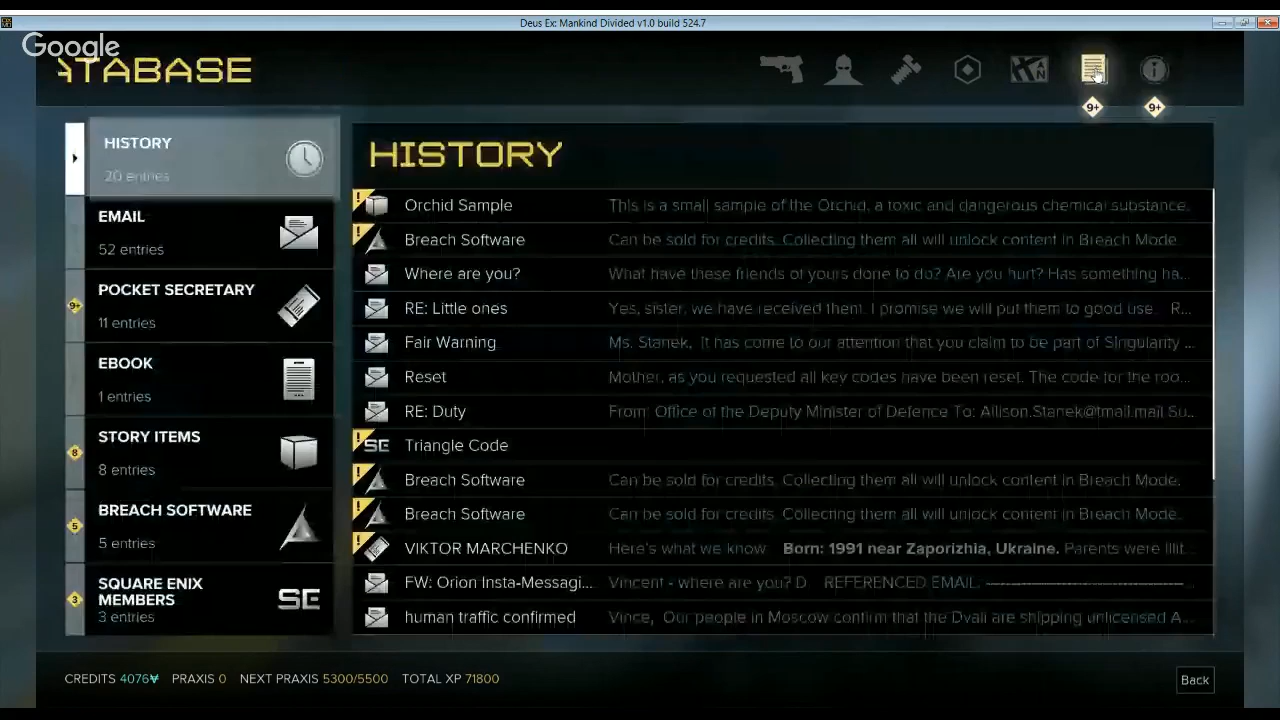 Deus Ex: Mankind Divided v1.0 build 524.7
Google
ATABASE
9+
9+
HISTORY
20 entries
EMAIL
52 entries
9+
POCKET SECRETARY
11 entries
EBOOK
1 entries
8
STORY ITEMS
8 entries
5
BREACH SOFTWARE
5 entries
3
SQUARE ENIX
MEMBERS
3 entries
SE
HISTORY
Orchid Sample This is a small sample of the Orchid, a toxic and dangerous chemical substance.
Breach Software Can be sold for credits. Collecting them all will unlock content in Breach Mode.
Where are you? What have these friends of yours done to do? Are you hurt? Has something ha...
RE: Little ones Yes, sister, we have received them. I promise we will put them to good use. R...
Fair Warning Ms. Stanek, It has come to our attention that you claim to be part of Singularity ...
Reset Mother, as you requested all key codes have been reset. The code for the roo...
RE: Duty From: Office of the Deputy Minister of Defence To: Allison.Stanek@tmail.mail Su...
SE Triangle Code
Breach Software Can be sold for credits. Collecting them all will unlock content in Breach Mode.
Breach Software Can be sold for credits. Collecting them all will unlock content in Breach Mode.
VIKTOR MARCHENKO Here's what we know Born: 1991 near Zaporizhia, Ukraine. Parents were illit...
FW: Orion Insta-Messagi... Vincent - where are you? D REFERENCED EMAIL
human traffic confirmed Vince, Our people in Moscow confirm that the Dvali are shipping unlicensed A...
CREDITS 4076 PRAXIS 0 NEXT PRAXIS 5300/5500 TOTAL XP 71800
Back